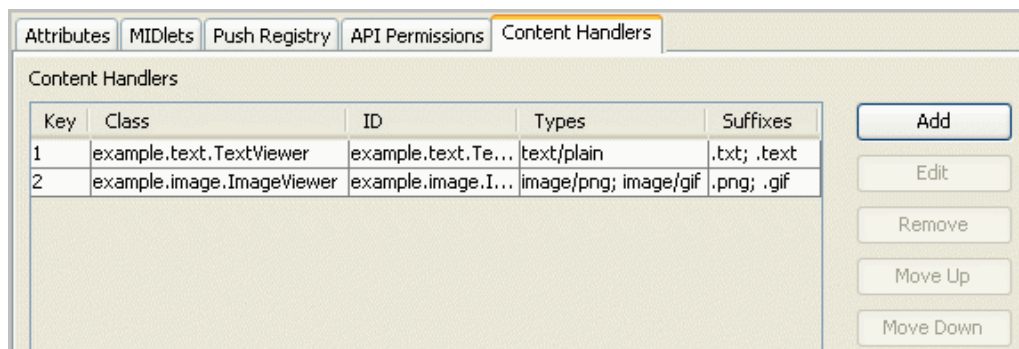 Attributes MIDlets Push Registry API Permissions Content Handlers
Content Handlers
Key Class ID Types Suffixes
1 example.text.TextViewer example.text.Te... text/plain .txt; .text
2 example.image.ImageViewer example.image.I... image/png; image/gif .png; .gif
Add
Edit
Remove
Move Up
Move Down